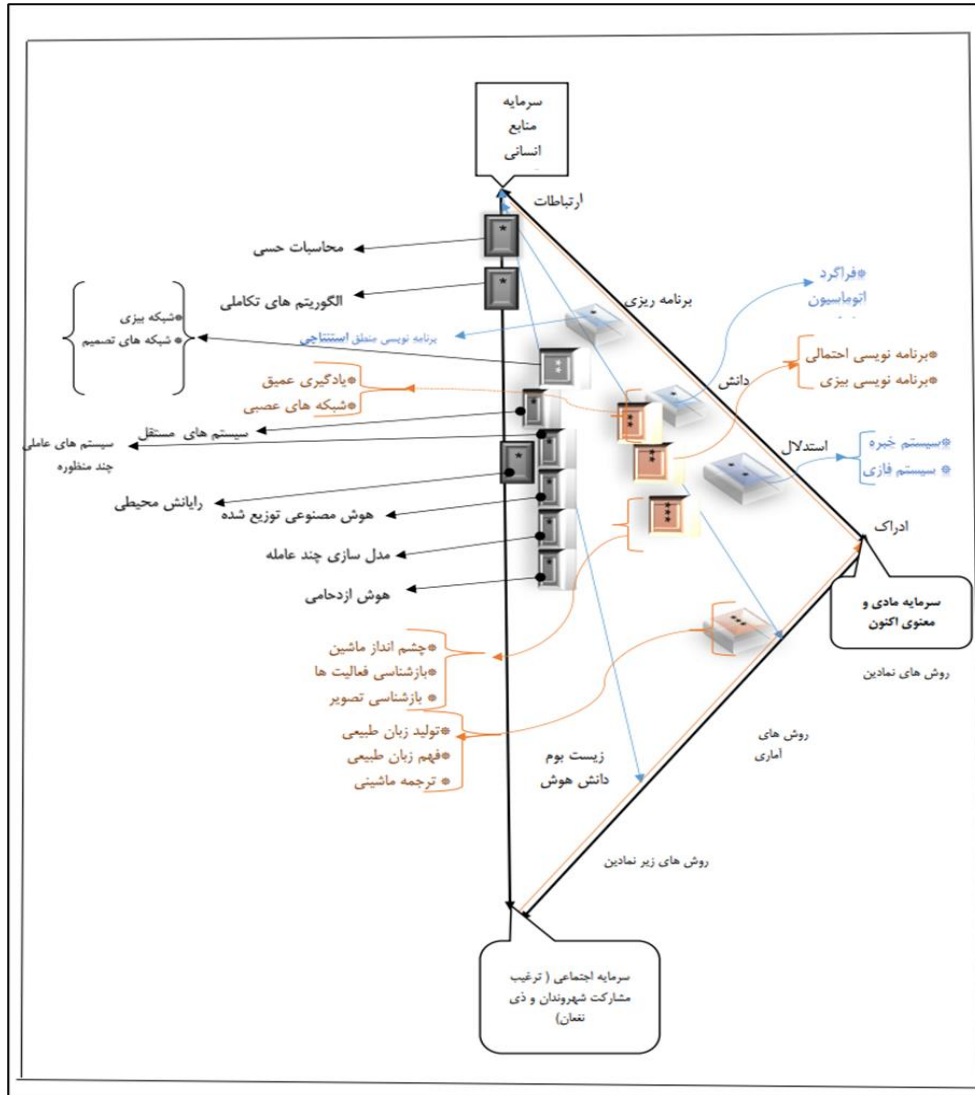 سرمایه
منابع
انسانی
ارتباطات
محاسبات حسی
*فراگرد
اتوماسیون
الگوریتم های تکاملی
برنامه ریزی
*شبکه بیزی
* شبکه های تصمیم
برنامه نویسی منطق استنتاجی
*برنامه نویسی احتمالی
*برنامه نویسی بیزی
*یادگیری عمیق
*شبکه های عصبی
دانش
سیستم های مستقل
سیستم های عاملی
چند منظوره
استدلال
*سیستم خبره
* سیستم فازی
رایانش محیطی
هوش مصنوعی توزیع شده
ادراک
مدل سازی چند عامله
هوش ازدحامی
سرمایه مادی و
معنوی اکنون
*چشم انداز ماشین
*بازشناسی فعالیت ها
* بازشناسی تصویر
روش های نمادین
*تولید زبان طبیعی
*فهم زبان طبیعی
* ترجمه ماشینی
روش های
آماری
زیست بوم
دانش هوش
روش های زیر نمادین
سرمایه اجتماعی ( ترغیب
مشارکت شهروندان و ذی
نفعان)